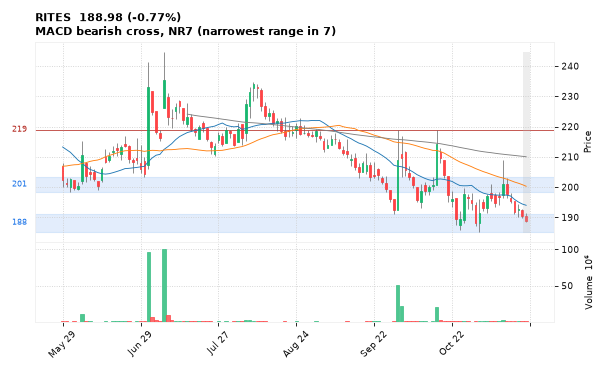 RITES 188.98 (-0.77%)
MACD bearish cross, NR7 (narrowest range in 7)
240
230
219
220
210
201
200
188
190
Price
100
50
Volume 10^6
May 29
Jun 29
Jul 27
Aug 24
Sep 22
Oct 22